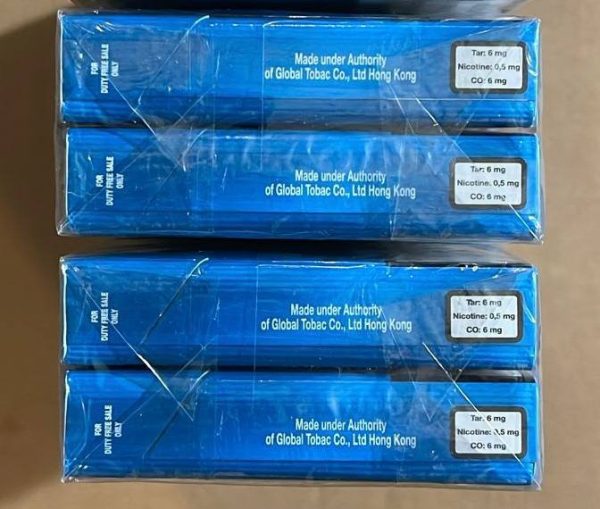 FOR
DUTY FREE SALE
ONLY
Made under Authority
of Global Tobac Co., Ltd Hong Kong
Tar: 6 mg
Nicotine: 0,5 mg
CO: 6 mg
FOR
DUTY FREE SALE
ONLY
Made under Authority
of Global Tobac Co., Ltd Hong Kong
Tar: 6 mg
Nicotine. 0,5 mg
CO: 6 mg
FOR
DUTY FREE SALE
ONLY
Made under Authority
of Global Tobac Co., Ltd Hong Kong
Tar: 6 mg
Nicotine: 0,5 mg
CO: 6 mg
FOR
DUTY FREE SALE
ONLY
Made under Authority
of Global Tobac Co., Ltd Hong Kong
Tar. 6 mg
Nicotine: 0,5 mg
CO: 6 mg